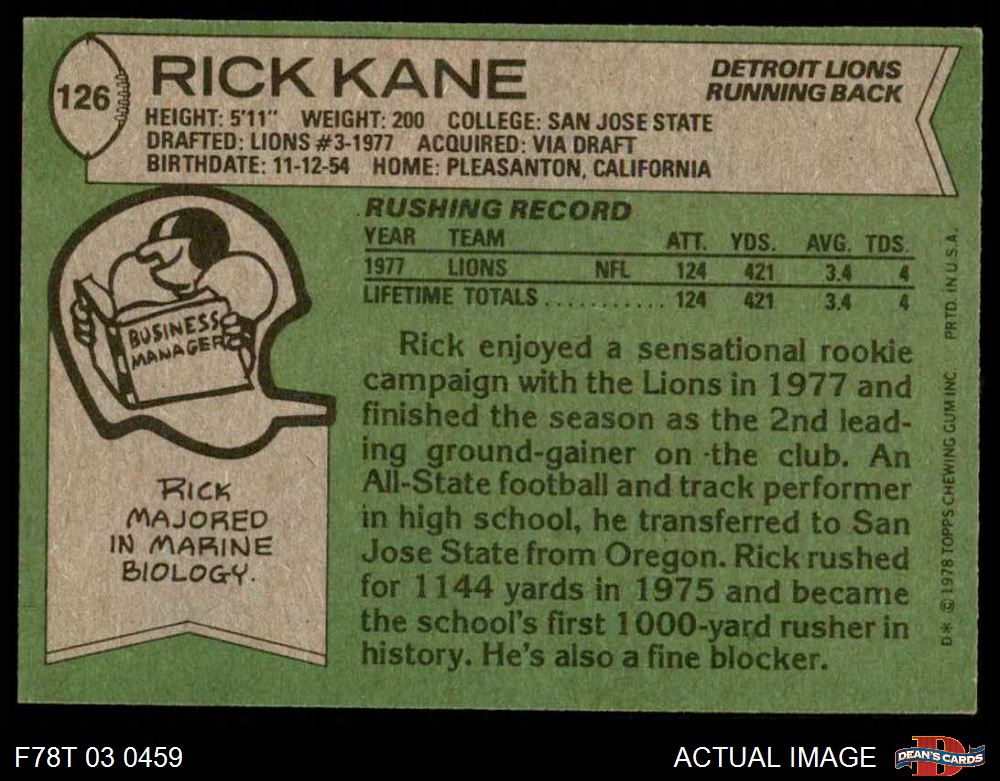 126
RICK KANE
DETROIT LIONS
RUNNING BACK
HEIGHT: 5'11" WEIGHT: 200 COLLEGE: SAN JOSE STATE
DRAFTED: LIONS #3-1977 ACQUIRED: VIA DRAFT
BIRTHDATE: 11-12-54 HOME: PLEASANTON, CALIFORNIA
RUSHING RECORD
YEAR TEAM ATT. YDS. AVG. TDS.
1977 LIONS NFL 124 421 3.4 4
LIFETIME TOTALS........... 124 421 3.4 4
BUSINESS
MANAGER
RICK
MAJORED
IN MARINE
BIOLOGY.
Rick enjoyed a sensational rookie
campaign with the Lions in 1977 and
finished the season as the 2nd lead-
ing ground-gainer on the club. An
All-State football and track performer
in high school, he transferred to San
Jose State from Oregon. Rick rushed
for 1144 yards in 1975 and became
the school's first 1000-yard rusher in
history. He's also a fine blocker.
D* © 1978 TOPPS CHEWING GUM INC. PRTD. IN U.S.A.
F78T 03 0459
ACTUAL IMAGE
D
DEAN'S CARDS